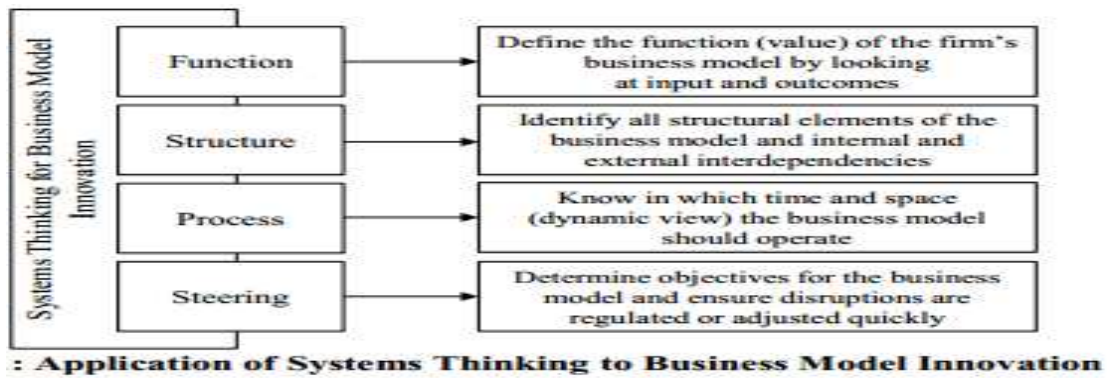 Systems Thinking for Business Model
Innovation
Function
Define the function (value) of the firm's
business model by looking
at input and outcomes
Structure
Identify all structural elements of the
business model and internal and
external interdependencies
Process
Know in which time and space
(dynamic view) the business model
should operate
Steering
Determine objectives for the business
model and ensure disruptions are
regulated or adjusted quickly
: Application of Systems Thinking to Business Model Innovation